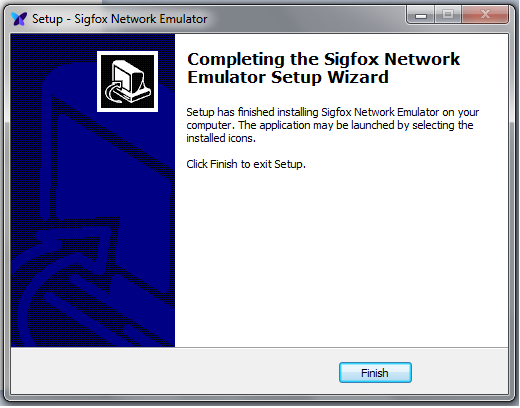 Setup - Sigfox Network Emulator
Completing the Sigfox Network
Emulator Setup Wizard
Setup has finished installing Sigfox Network Emulator on your
computer. The application may be launched by selecting the
installed icons.
Click Finish to exit Setup.
Finish